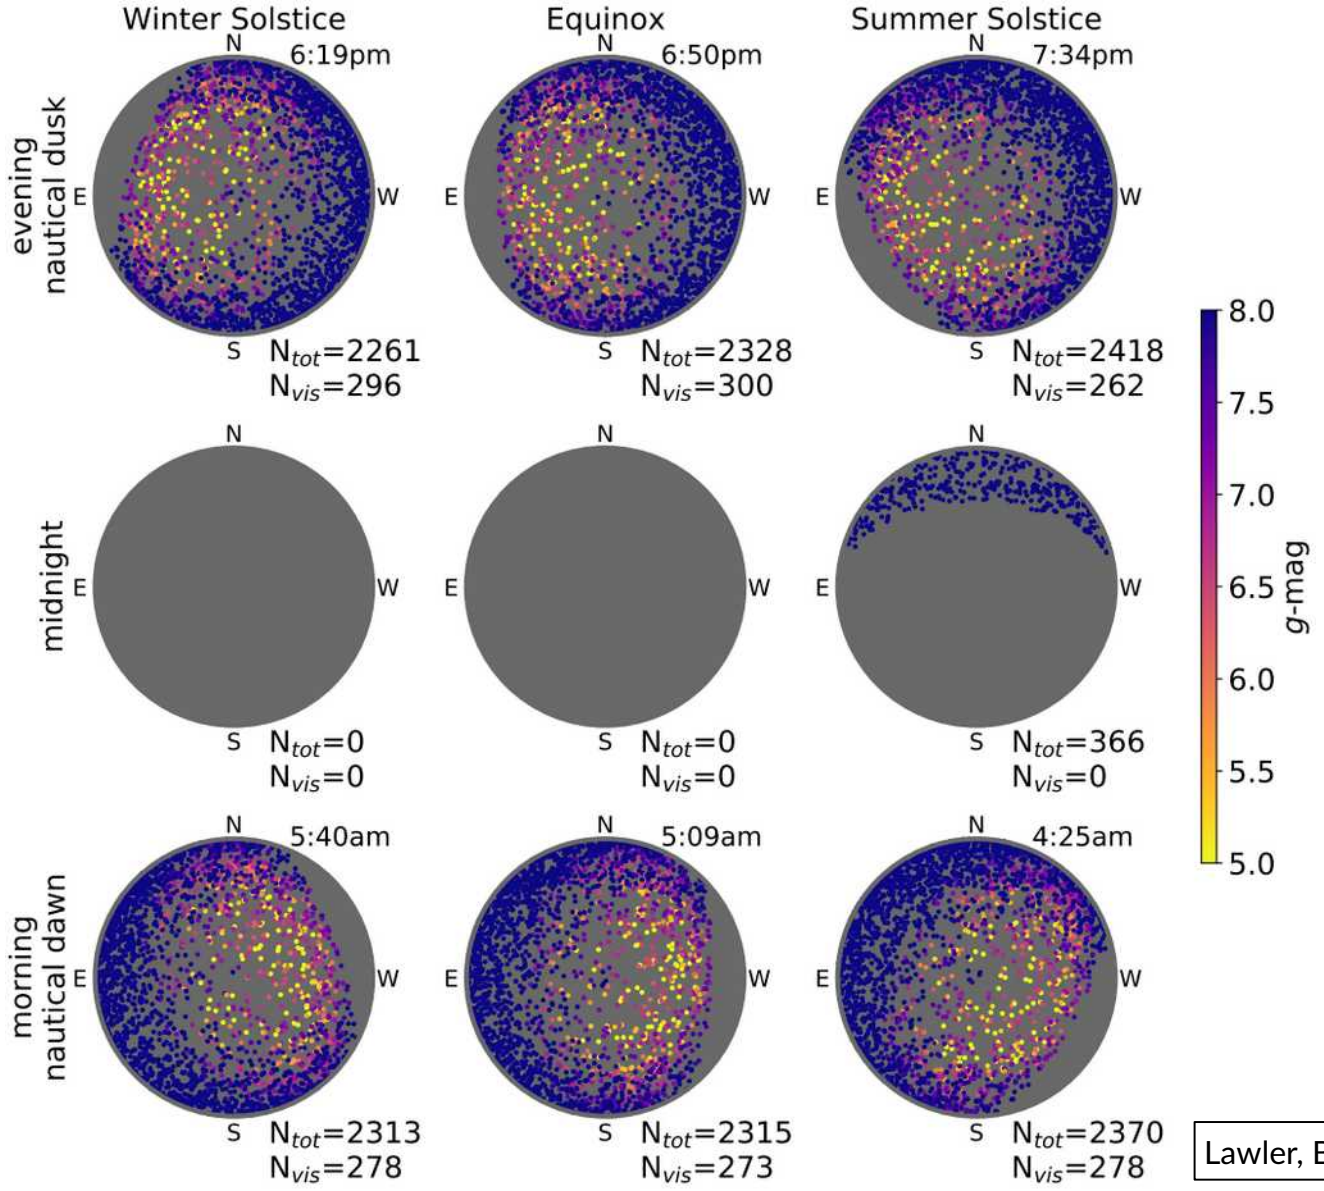 Winter Solstice
Equinox
Summer Solstice
N
6:19pm
N
6:50pm
N
7:34pm
evening
nautical dusk
E
W
E
W
E
W
S
N_tot=2261
N_vis=296
S
N_tot=2328
N_vis=300
S
N_tot=2418
N_vis=262
N
N
N
midnight
E
W
E
W
E
W
S
N_tot=0
N_vis=0
S
N_tot=0
N_vis=0
S
N_tot=366
N_vis=0
N
5:40am
N
5:09am
N
4:25am
morning
nautical dawn
E
W
E
W
E
W
S
N_tot=2313
N_vis=278
S
N_tot=2315
N_vis=273
S
N_tot=2370
N_vis=278
8.0
7.5
7.0
6.5
6.0
5.5
5.0
g-mag
Lawler,